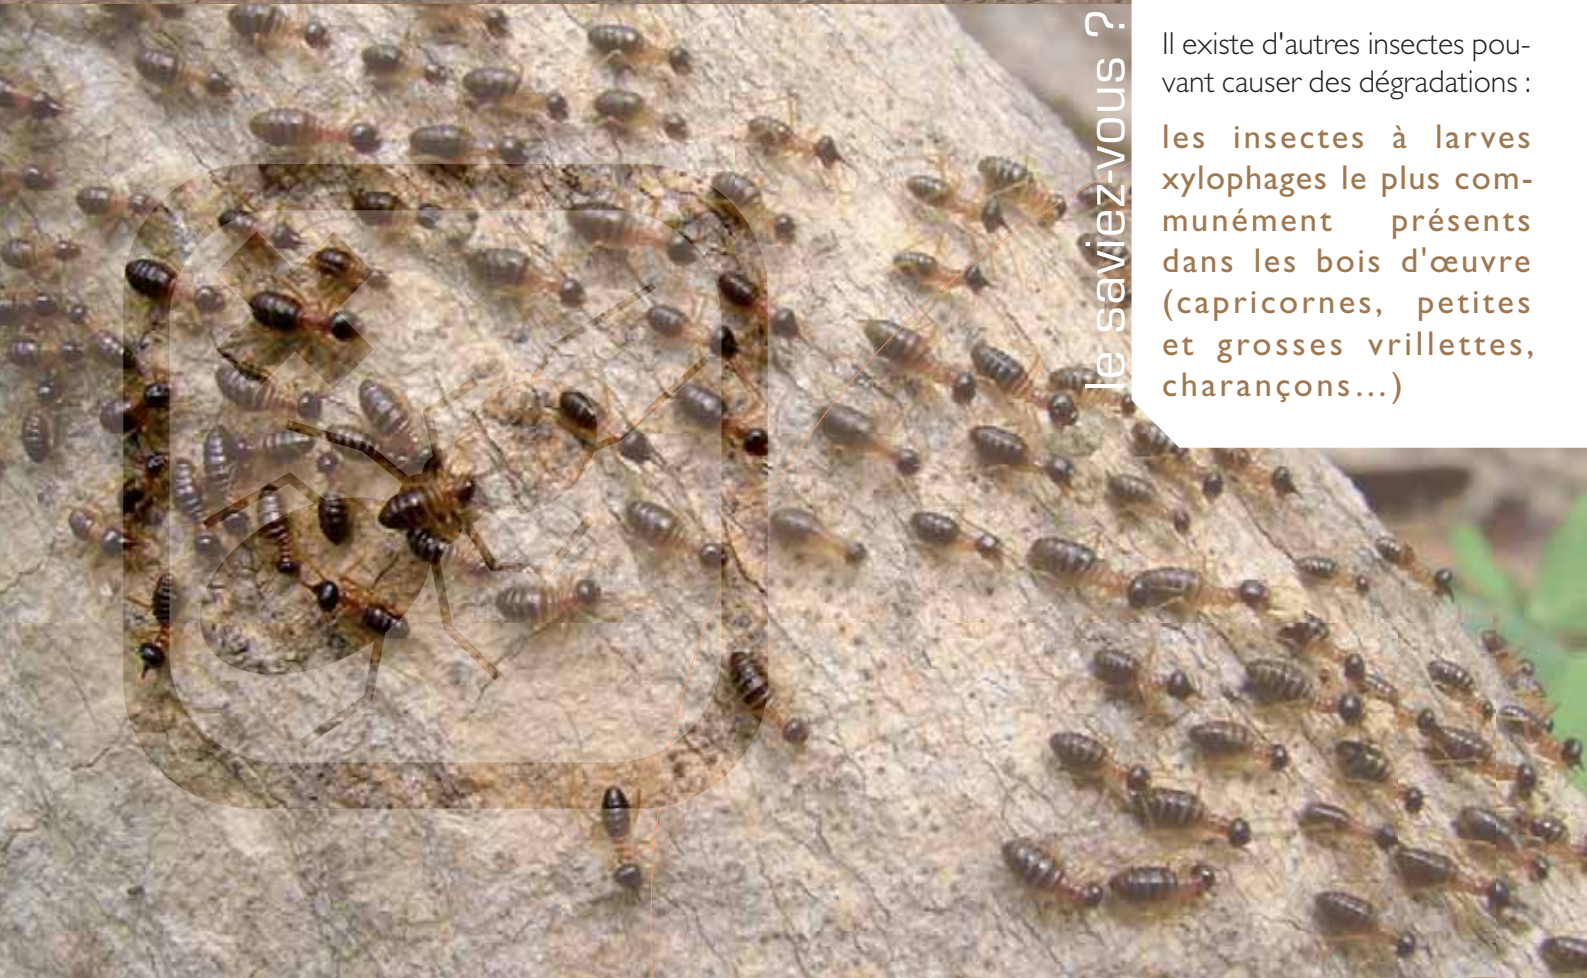 le saviez-vous ?
Il existe d'autres insectes pou-
vant causer des dégradations :
les insectes à larves
xylophages le plus com-
munément présents
dans les bois d'œuvre
(capricornes, petites
et grosses vrillettes,
charançons...)